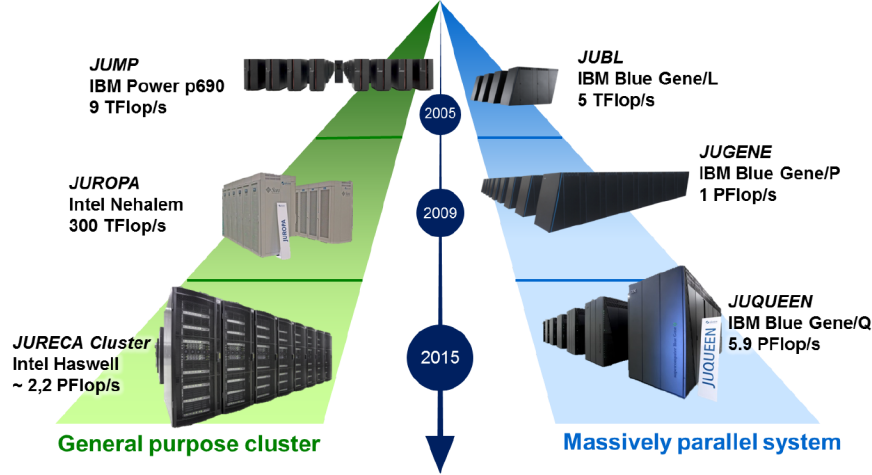 JUMP
IBM Power p690
9 TFlop/s
JUBL
IBM Blue Gene/L
5 TFlop/s
2005
JUROPA
Intel Nehalem
300 TFlop/s
JUROPA
2009
JUGENE
IBM Blue Gene/P
1 PFlop/s
JURECA Cluster
Intel Haswell
~ 2,2 PFlop/s
2015
JUQUEEN
IBM Blue Gene/Q
5.9 PFlop/s
JUQUEEN
General purpose cluster
Massively parallel system